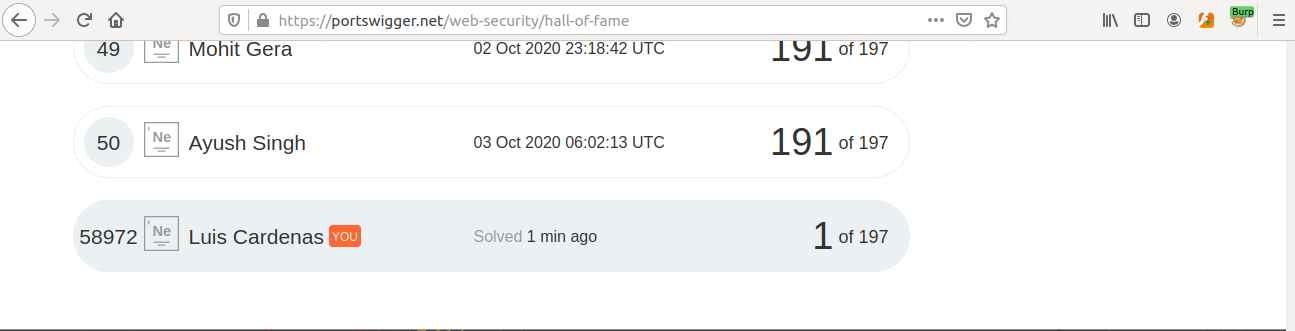 Burp
https://portswigger.net/web-security/hall-of-fame
49 Ne Mohit Gera 02 Oct 2020 23:18:42 UTC 191 of 197
50 Ne Ayush Singh 03 Oct 2020 06:02:13 UTC 191 of 197
58972 Ne Luis Cardenas YOU Solved 1 min ago 1 of 197